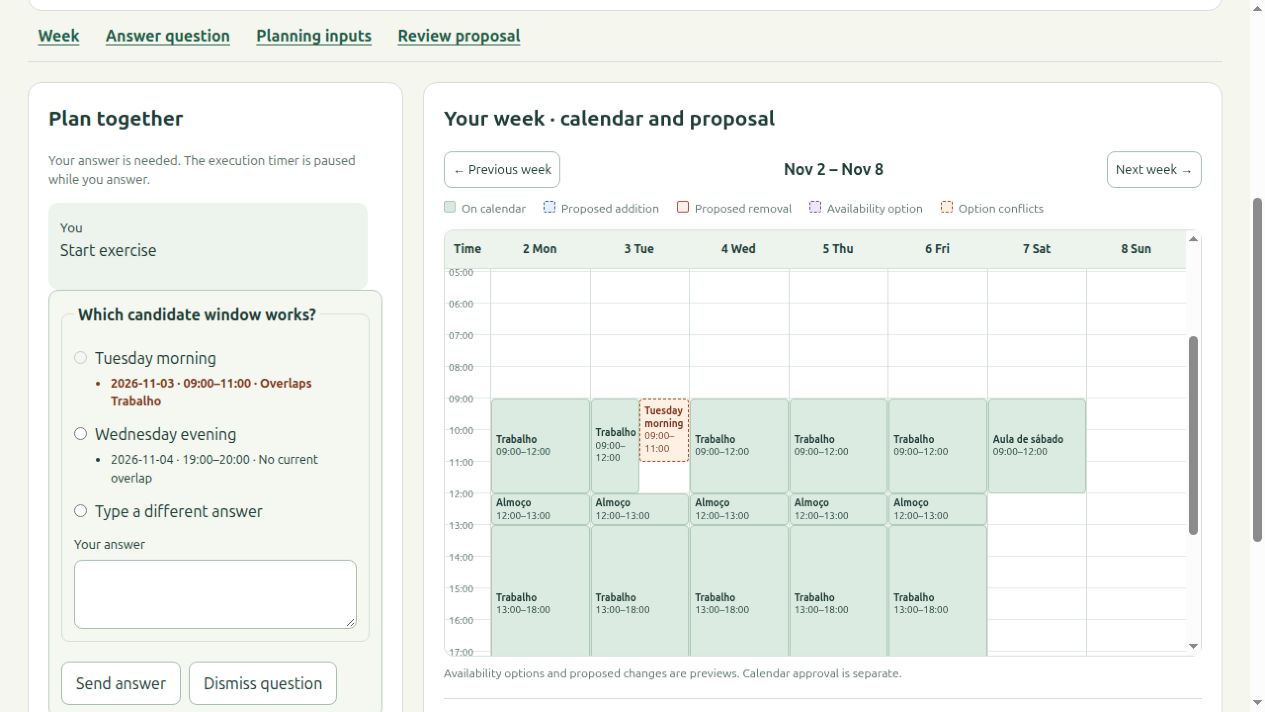 Week
Answer question
Planning inputs
Review proposal
Plan together
Your answer is needed. The execution timer is paused
while you answer.
You
Start exercise
Which candidate window works?
Tuesday morning
• 2026-11-03 · 09:00–11:00 · Overlaps
Trabalho
Wednesday evening
• 2026-11-04 · 19:00–20:00 · No current
overlap
Type a different answer
Your answer
Send answer
Dismiss question
Your week · calendar and proposal
← Previous week
Nov 2 – Nov 8
Next week →
On calendar
Proposed addition
Proposed removal
Availability option
Option conflicts
Time
2 Mon
3 Tue
4 Wed
5 Thu
6 Fri
7 Sat
8 Sun
05:00
06:00
07:00
08:00
09:00
10:00
11:00
12:00
13:00
14:00
15:00
16:00
17:00
Trabalho
09:00–12:00
Almoço
12:00–13:00
Trabalho
13:00–18:00
Trabalho
09:00–
12:00
Tuesday
morning
09:00–
11:00
Almoço
12:00–13:00
Trabalho
13:00–18:00
Trabalho
09:00–12:00
Almoço
12:00–13:00
Trabalho
13:00–18:00
Trabalho
09:00–12:00
Almoço
12:00–13:00
Trabalho
13:00–18:00
Trabalho
09:00–12:00
Almoço
12:00–13:00
Trabalho
13:00–18:00
Aula de sábado
09:00–12:00
Availability options and proposed changes are previews. Calendar approval is separate.